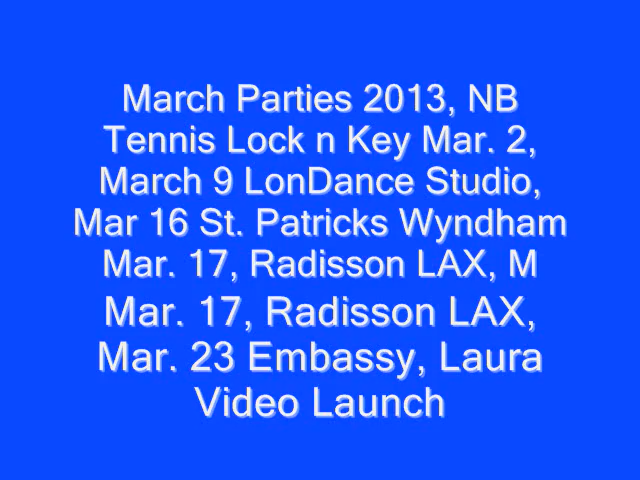 March Parties 2013, NB
Tennis Lock n Key Mar. 2,
March 9 LonDance Studio,
Mar 16 St. Patricks Wyndham
Mar. 17, Radisson LAX, M
Mar. 17, Radisson LAX,
Mar. 23 Embassy, Laura
Video Launch